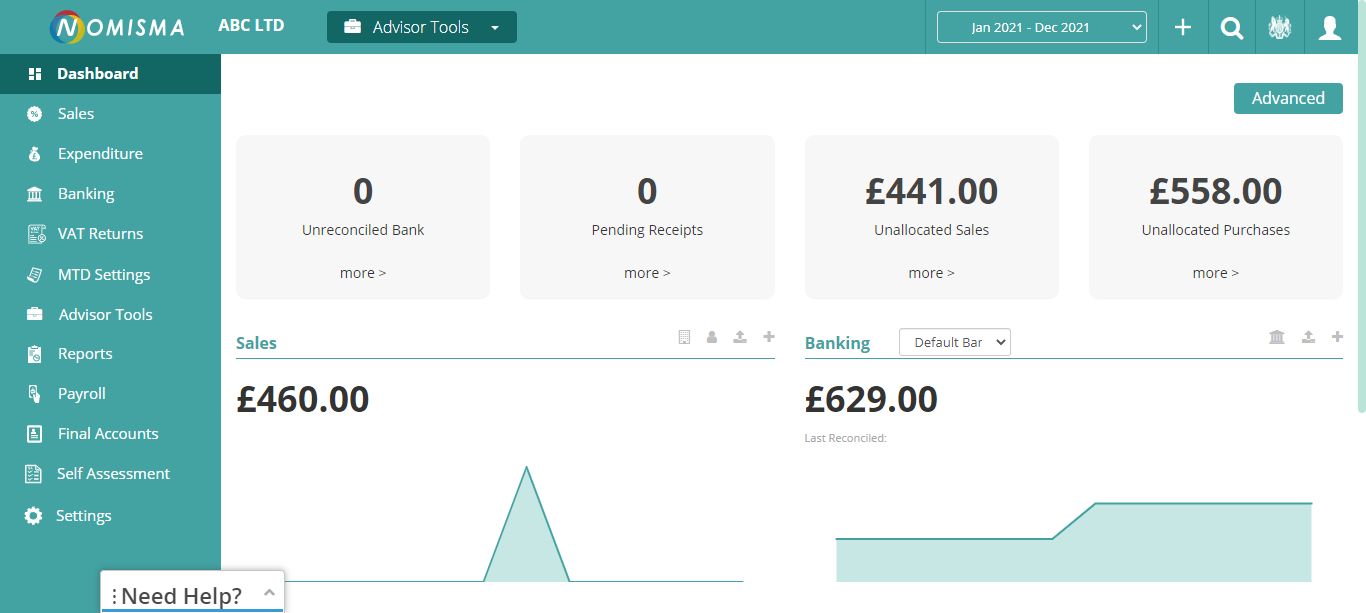 NOMISMA
ABC LTD
Advisor Tools
Jan 2021 - Dec 2021
Dashboard
Sales
Expenditure
Banking
VAT Returns
MTD Settings
Advisor Tools
Reports
Payroll
Final Accounts
Self Assessment
Settings
Advanced
0
Unreconciled Bank
more >
0
Pending Receipts
more >
£441.00
Unallocated Sales
more >
£558.00
Unallocated Purchases
more >
Sales
£460.00
Banking
Default Bar
£629.00
Last Reconciled:
Need Help?